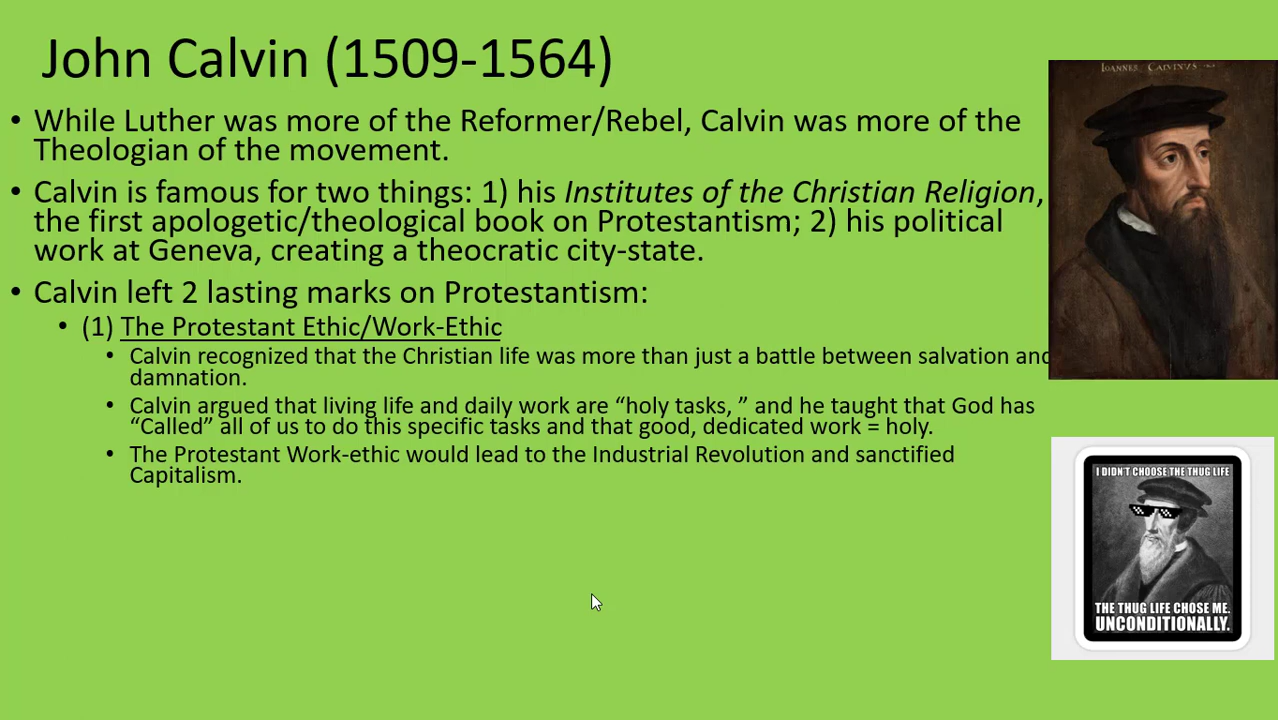 John Calvin (1509-1564)
• While Luther was more of the Reformer/Rebel, Calvin was more of the
Theologian of the movement.
• Calvin is famous for two things: 1) his Institutes of the Christian Religion,
the first apologetic/theological book on Protestantism; 2) his political
work at Geneva, creating a theocratic city-state.
• Calvin left 2 lasting marks on Protestantism:
• (1) The Protestant Ethic/Work-Ethic
• Calvin recognized that the Christian life was more than just a battle between salvation and
damnation.
• Calvin argued that living life and daily work are “holy tasks, ” and he taught that God has
“Called” all of us to do this specific tasks and that good, dedicated work = holy.
• The Protestant Work-ethic would lead to the Industrial Revolution and sanctified
Capitalism.
IOANNES CALVINVS
I DIDN'T CHOOSE THE THUG LIFE
THE THUG LIFE CHOSE ME.
UNCONDITIONALLY.